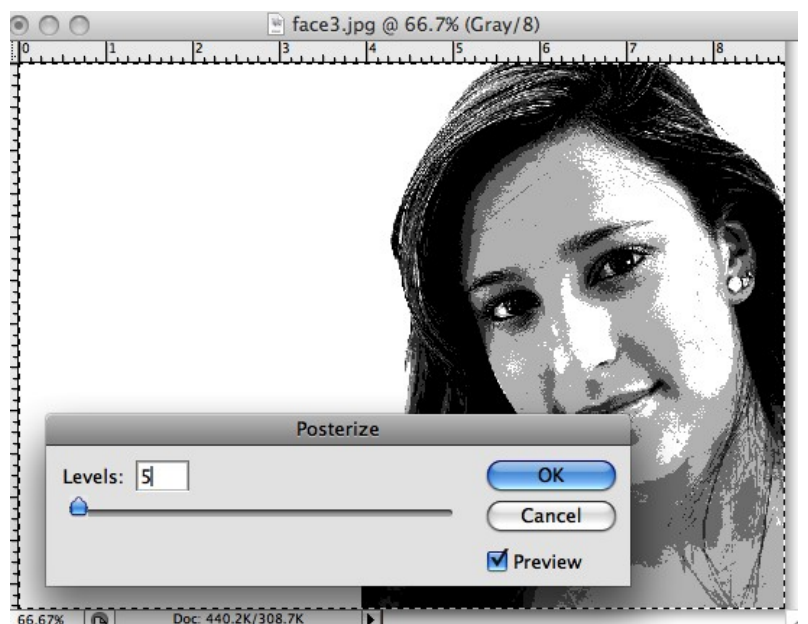 face3.jpg @ 66.7% (Gray/8)
0 1 2 3 4 5 6 7 8
Posterize
Levels: 5
OK
Cancel
Preview
66.67% Doc: 440.2K/308.7K